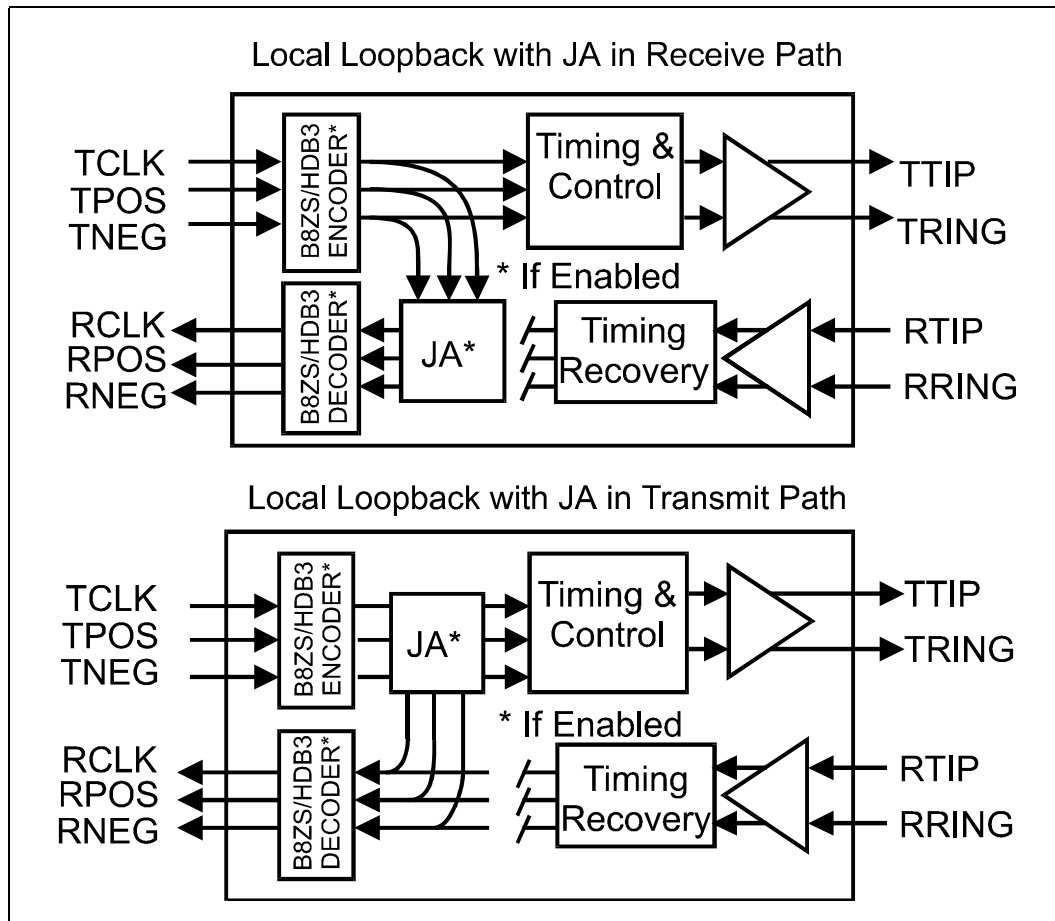 Local Loopback with JA in Receive Path
TCLK
TPOS
TNEG
B8ZS/HDB3
ENCODER*
Timing &
Control
TTIP
TRING
* If Enabled
RCLK
RPOS
RNEG
B8ZS/HDB3
DECODER*
JA*
Timing
Recovery
RTIP
RRING
Local Loopback with JA in Transmit Path
TCLK
TPOS
TNEG
B8ZS/HDB3
ENCODER*
JA*
Timing &
Control
TTIP
TRING
* If Enabled
RCLK
RPOS
RNEG
B8ZS/HDB3
DECODER*
Timing
Recovery
RTIP
RRING